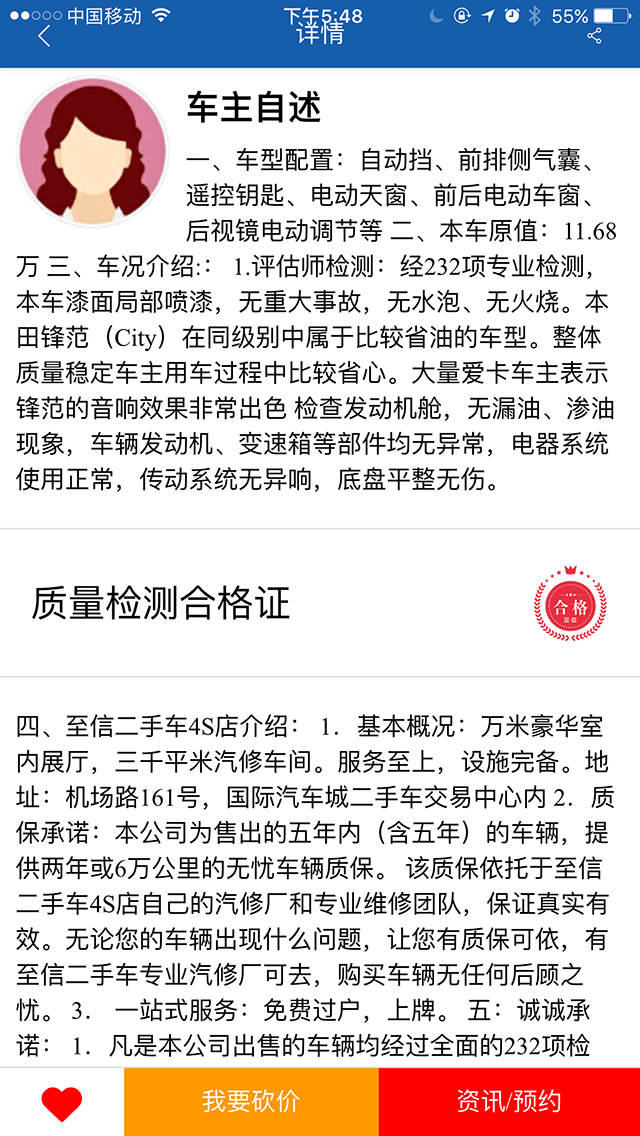 中国移动 下午5:48 55%
详情
车主自述
一、车型配置：自动挡、前排侧气囊、
遥控钥匙、电动天窗、前后电动车窗、
后视镜电动调节等 二、本车原值：11.68
万 三、车况介绍:： 1.评估师检测：经232项专业检测，
本车漆面局部喷漆，无重大事故，无水泡、无火烧。本
田锋范（City）在同级别中属于比较省油的车型。整体
质量稳定车主用车过程中比较省心。大量爱卡车主表示
锋范的音响效果非常出色 检查发动机舱，无漏油、渗油
现象，车辆发动机、变速箱等部件均无异常，电器系统
使用正常，传动系统无异响，底盘平整无伤。
质量检测合格证
合格
至信
四、至信二手车4S店介绍： 1．基本概况：万米豪华室
内展厅，三千平米汽修车间。服务至上，设施完备。地
址：机场路161号，国际汽车城二手车交易中心内 2．质
保承诺：本公司为售出的五年内（含五年）的车辆，提
供两年或6万公里的无忧车辆质保。 该质保依托于至信
二手车4S店自己的汽修厂和专业维修团队，保证真实有
效。无论您的车辆出现什么问题，让您有质保可依，有
至信二手车专业汽修厂可去，购买车辆无任何后顾之
忧。 3． 一站式服务：免费过户，上牌。 五：诚诚承
诺： 1．凡是本公司出售的车辆均经过全面的232项检
我要砍价
资讯/预约